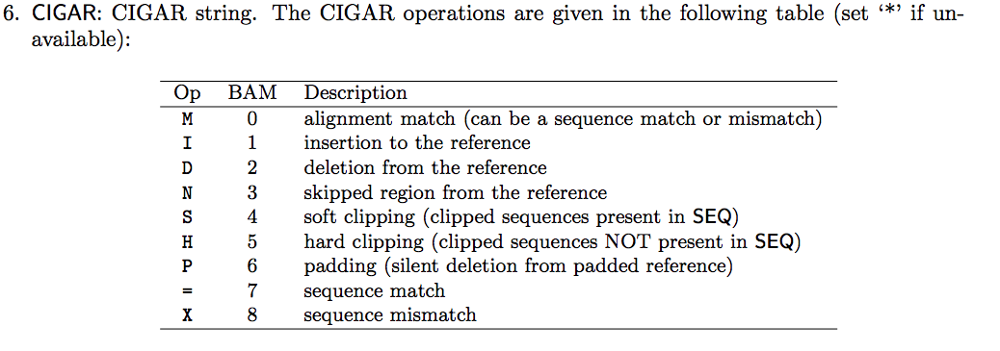 6. CIGAR: CIGAR string. The CIGAR operations are given in the following table (set ‘*’ if un-
available):
Op BAM Description
M 0 alignment match (can be a sequence match or mismatch)
I 1 insertion to the reference
D 2 deletion from the reference
N 3 skipped region from the reference
S 4 soft clipping (clipped sequences present in SEQ)
H 5 hard clipping (clipped sequences NOT present in SEQ)
P 6 padding (silent deletion from padded reference)
= 7 sequence match
X 8 sequence mismatch